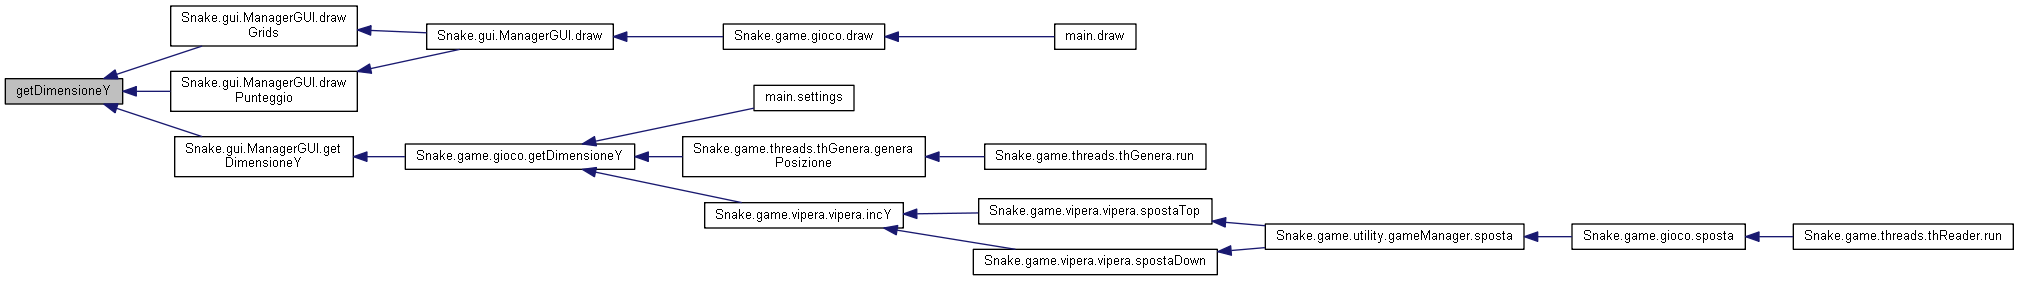 getDimensioneY
Snake.gui.ManagerGUI.draw
Grids
Snake.gui.ManagerGUI.draw
Punteggio
Snake.gui.ManagerGUI.get
DimensioneY
Snake.gui.ManagerGUI.draw
Snake.game.gioco.draw
main.draw
Snake.game.gioco.getDimensioneY
main.settings
Snake.game.threads.thGenera.genera
Posizione
Snake.game.threads.thGenera.run
Snake.game.vipera.vipera.incY
Snake.game.vipera.vipera.spostaTop
Snake.game.vipera.vipera.spostaDown
Snake.game.utility.gameManager.sposta
Snake.game.gioco.sposta
Snake.game.threads.thReader.run